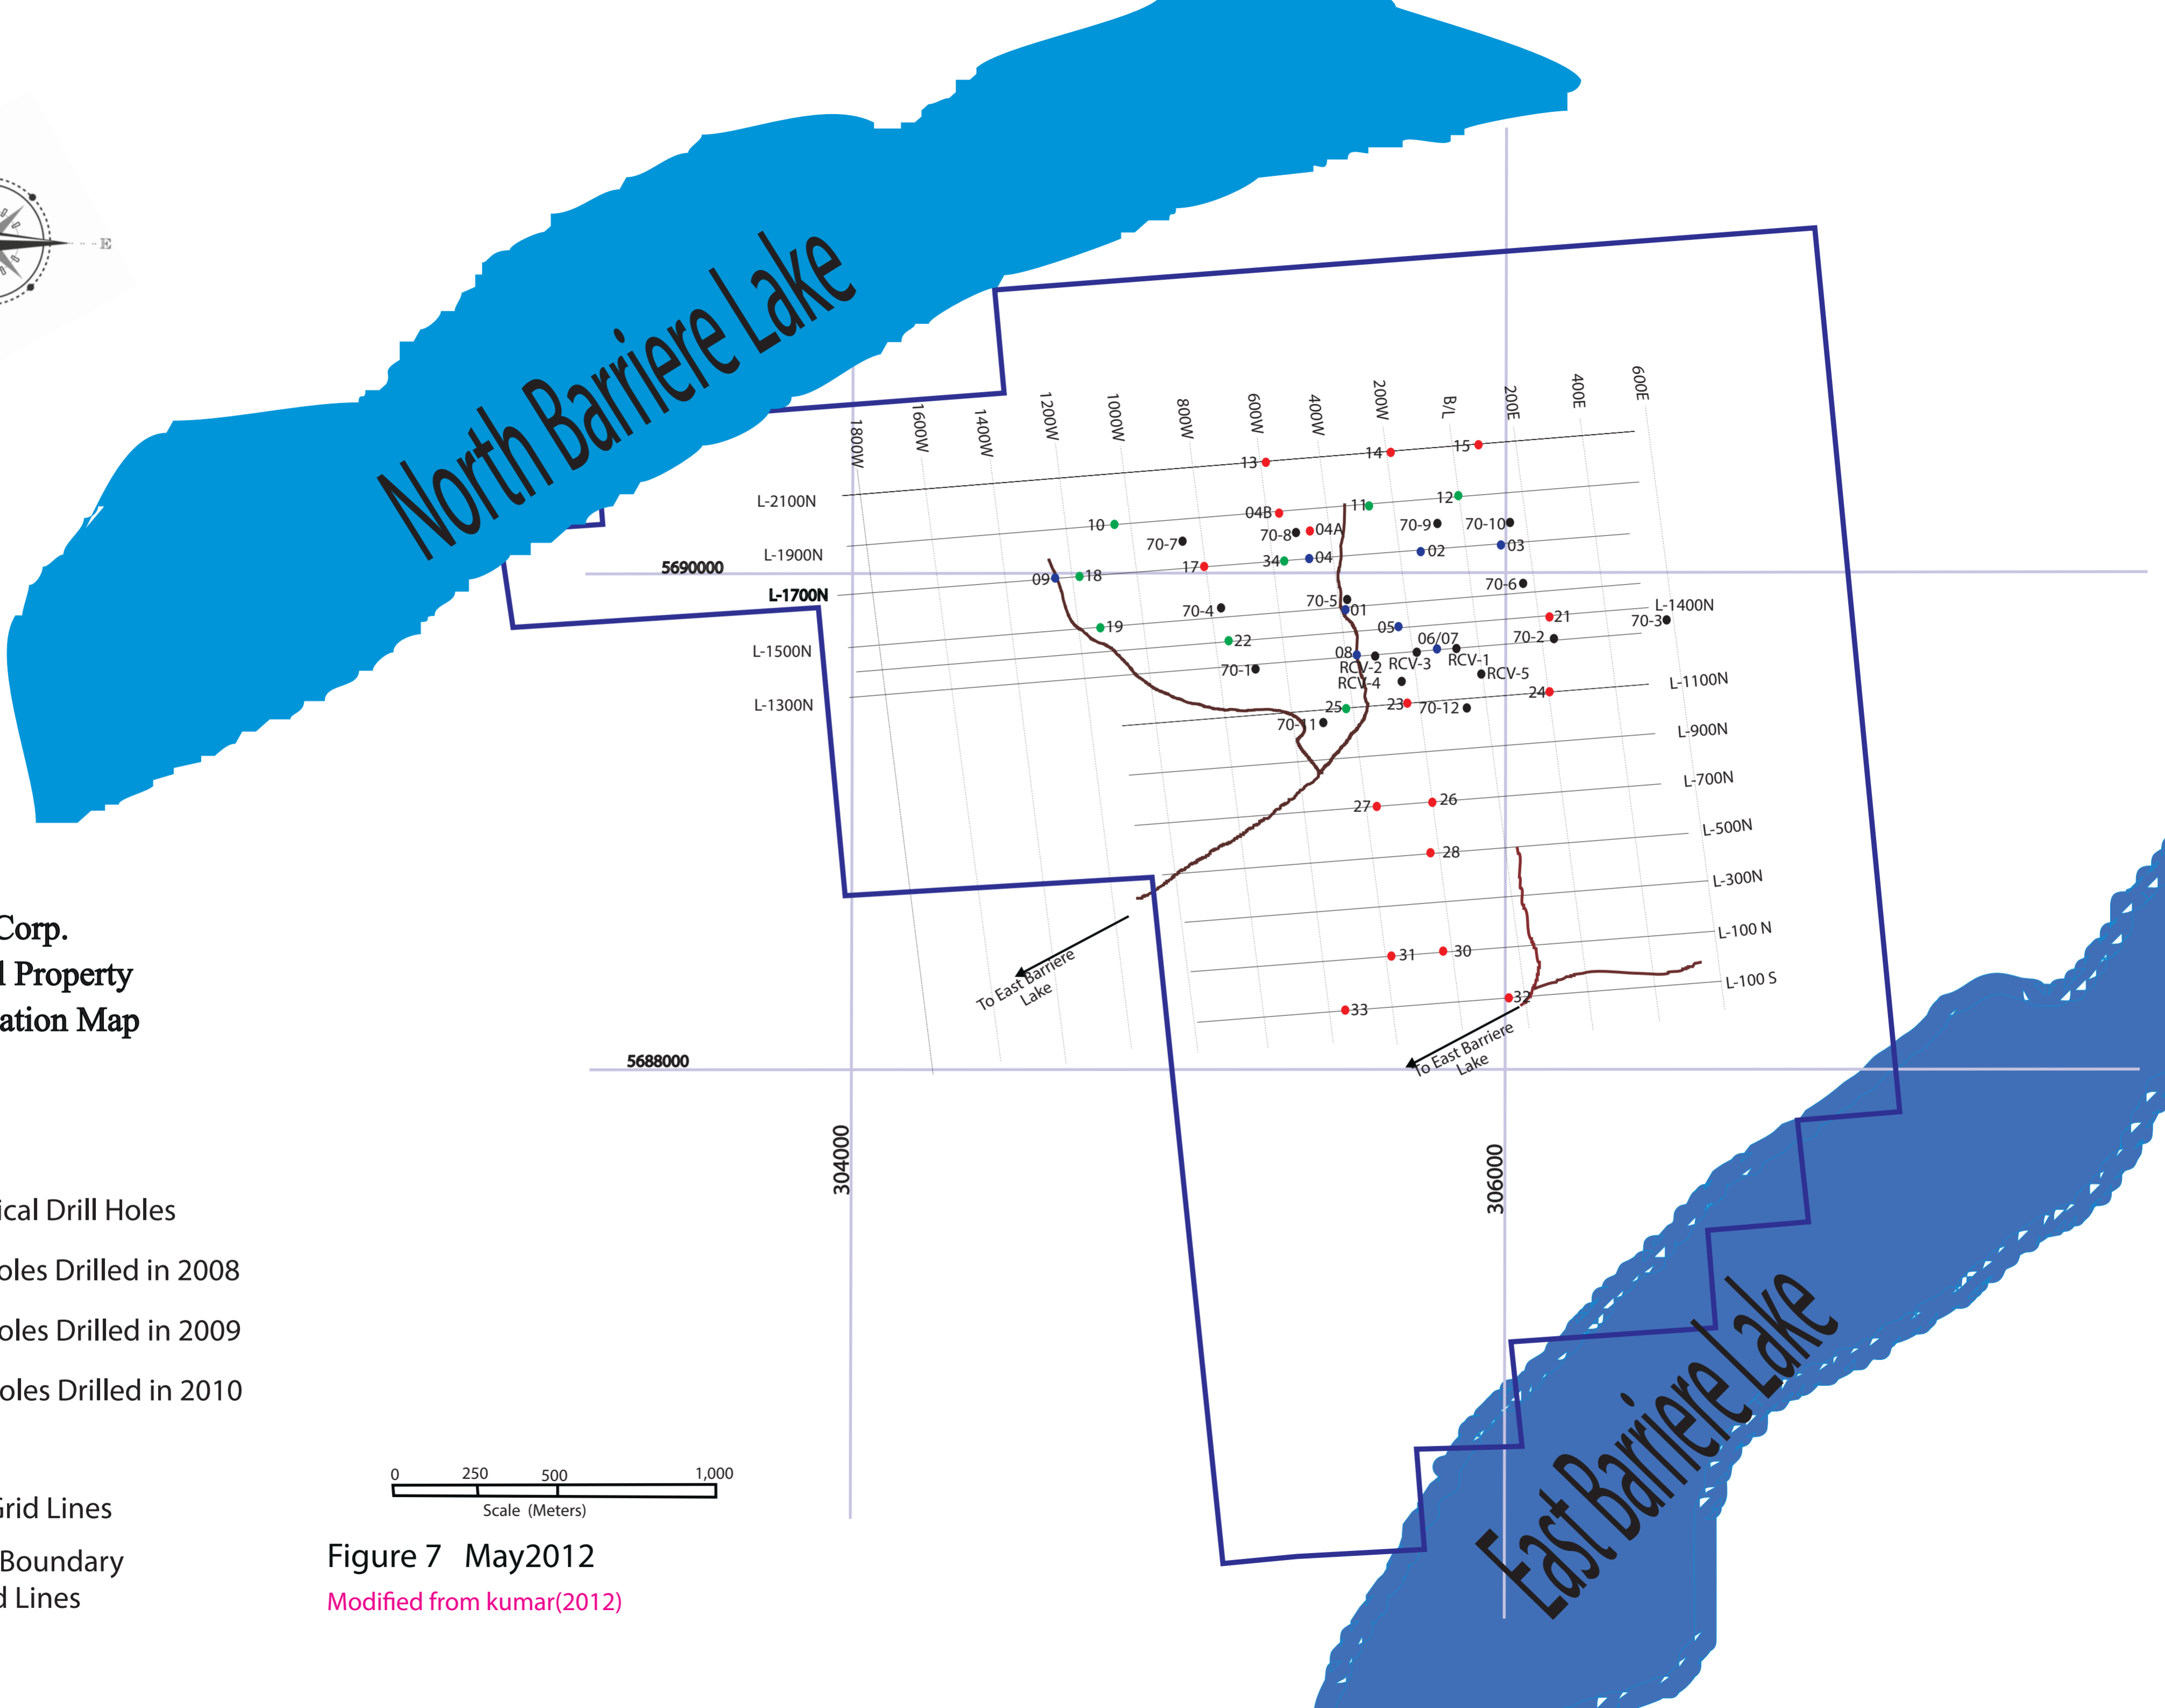 E
North Barriere Lake
1800W
1600W
1400W
1200W
1000W
800W
600W
400W
200W
B/L
200E
400E
600E
L-2100N
13
14
15
L-1900N
10
04B
11
12
70-7
70-8
04A
70-9
70-10
5690000
L-1700N
09
18
17
34
04
02
03
70-6
L-1500N
19
70-4
70-5
01
L-1400N
22
05
21
70-3
L-1300N
70-1
08
RCV-2
RCV-3
06/07
RCV-1
70-2
RCV-4
RCV-5
L-1100N
25
23
70-12
24
70-11
L-900N
L-700N
27
26
L-500N
28
L-300N
L-100 N
31
30
L-100 S
33
32
To East Barriere
Lake
To East Barriere
Lake
5688000
304000
306000
Corp.
l Property
ation Map
ical Drill Holes
oles Drilled in 2008
oles Drilled in 2009
oles Drilled in 2010
Grid Lines
Boundary
d Lines
0 250 500 1,000
Scale (Meters)
Figure 7 May2012
Modified from kumar(2012)
East Barriere Lake